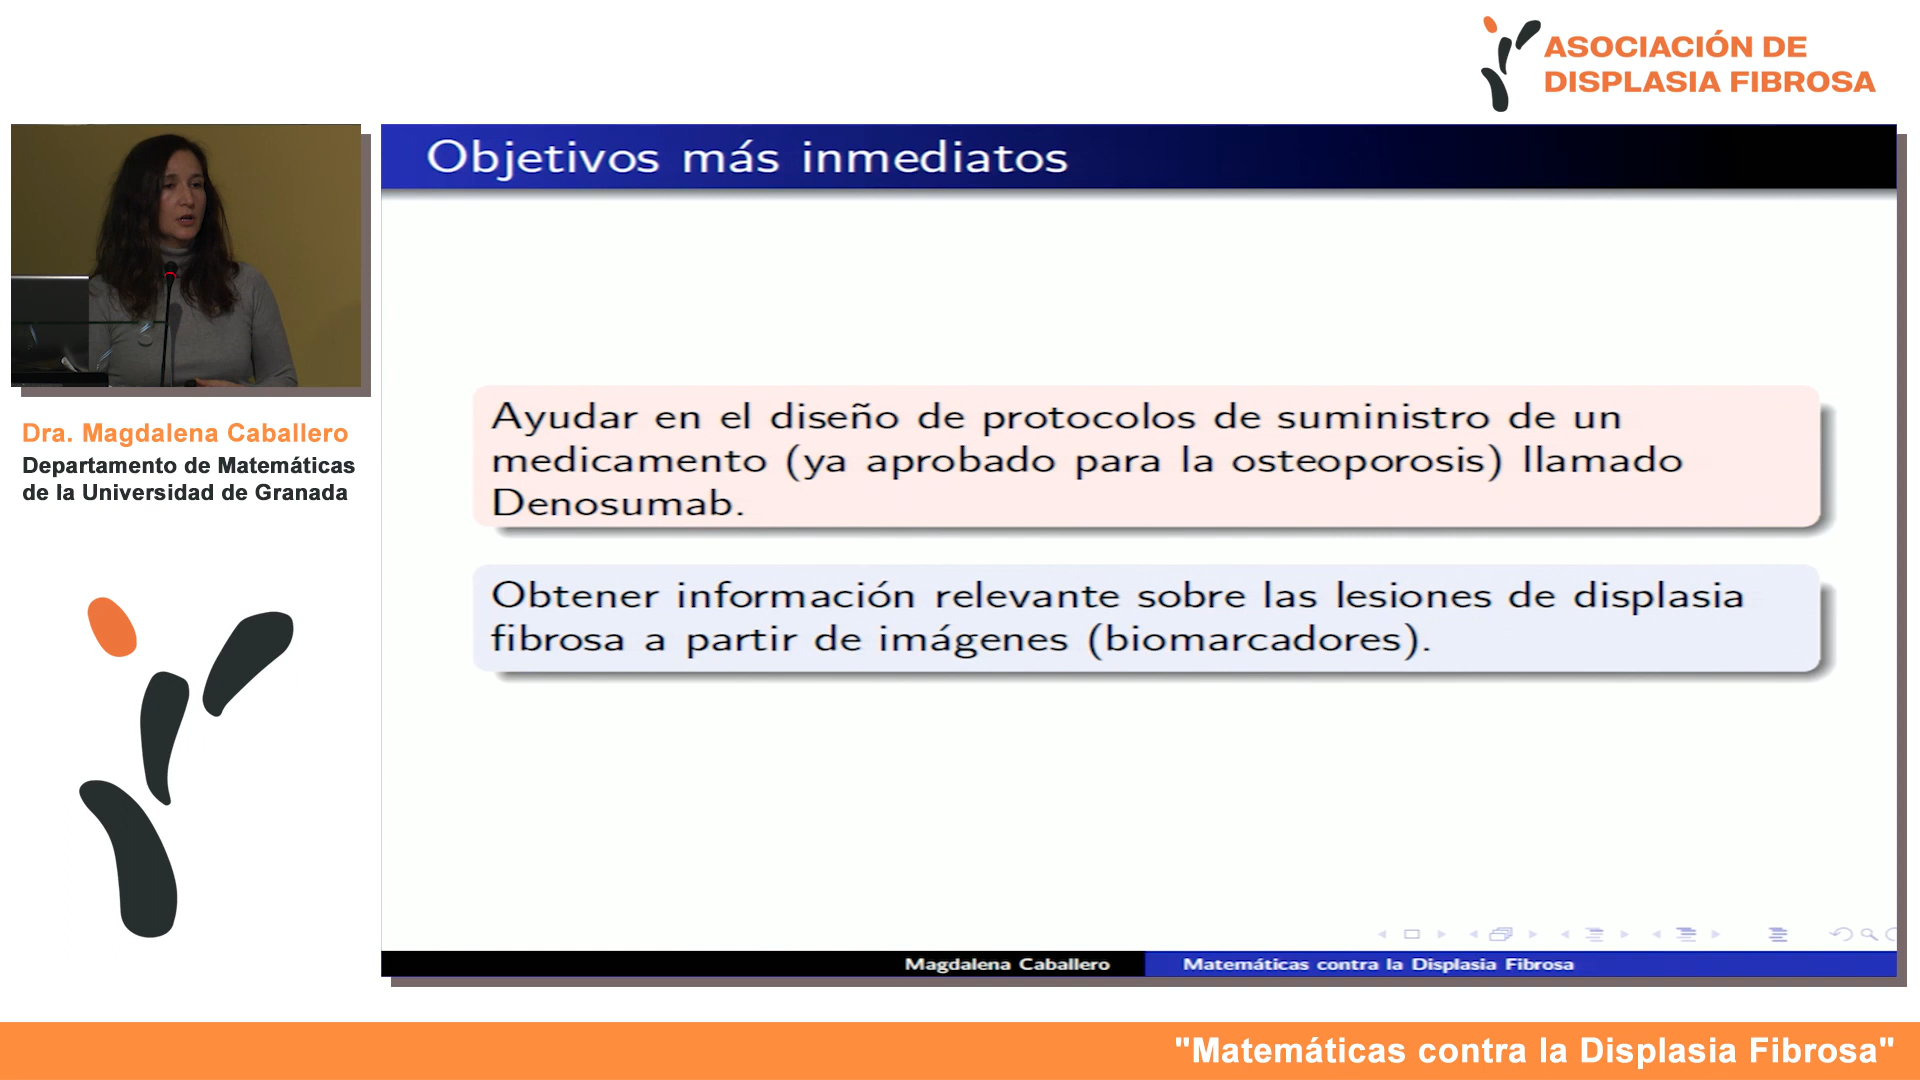 ASOCIACIÓN DE
DISPLASIA FIBROSA
Objetivos más inmediatos
Dra. Magdalena Caballero
Departamento de Matemáticas
de la Universidad de Granada
Ayudar en el diseño de protocolos de suministro de un
medicamento (ya aprobado para la osteoporosis) llamado
Denosumab.
Obtener información relevante sobre las lesiones de displasia
fibrosa a partir de imágenes (biomarcadores).
Magdalena Caballero
Matemáticas contra la Displasia Fibrosa
"Matemáticas contra la Displasia Fibrosa"